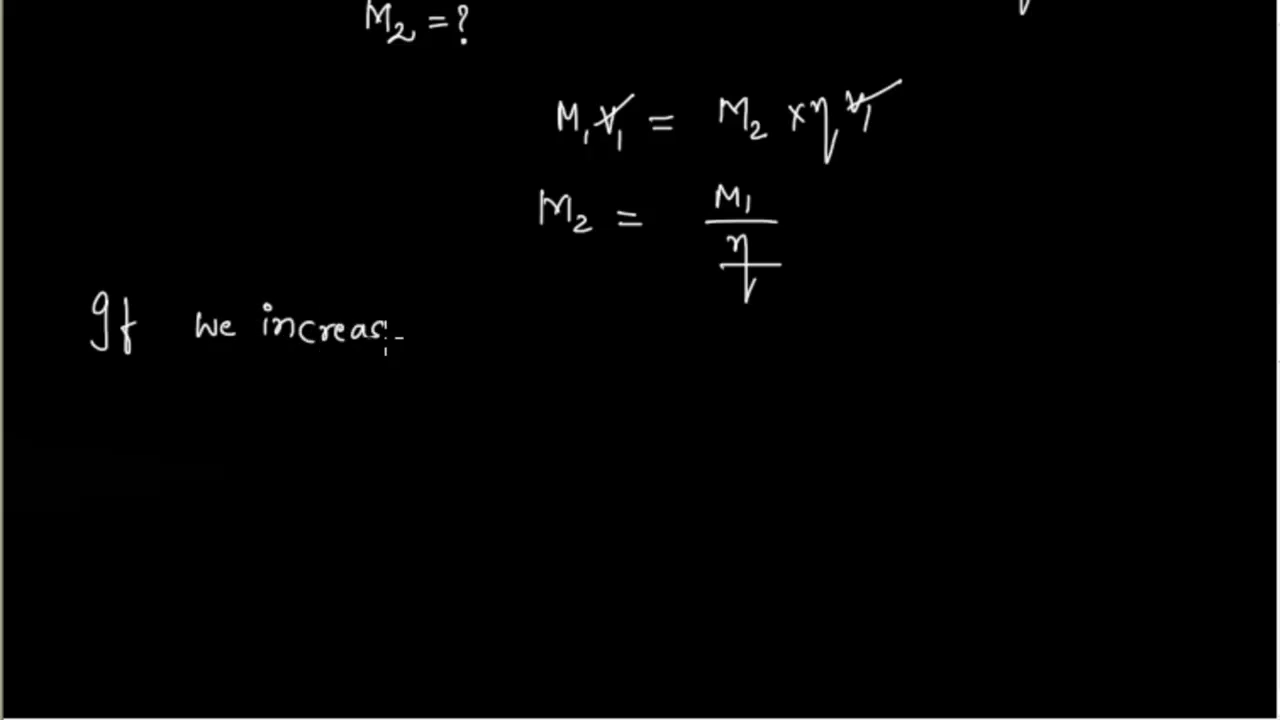 M₂ = ?
M₁V₁ = M₂ × η V₁
M₂ = M₁ / η
If we increas